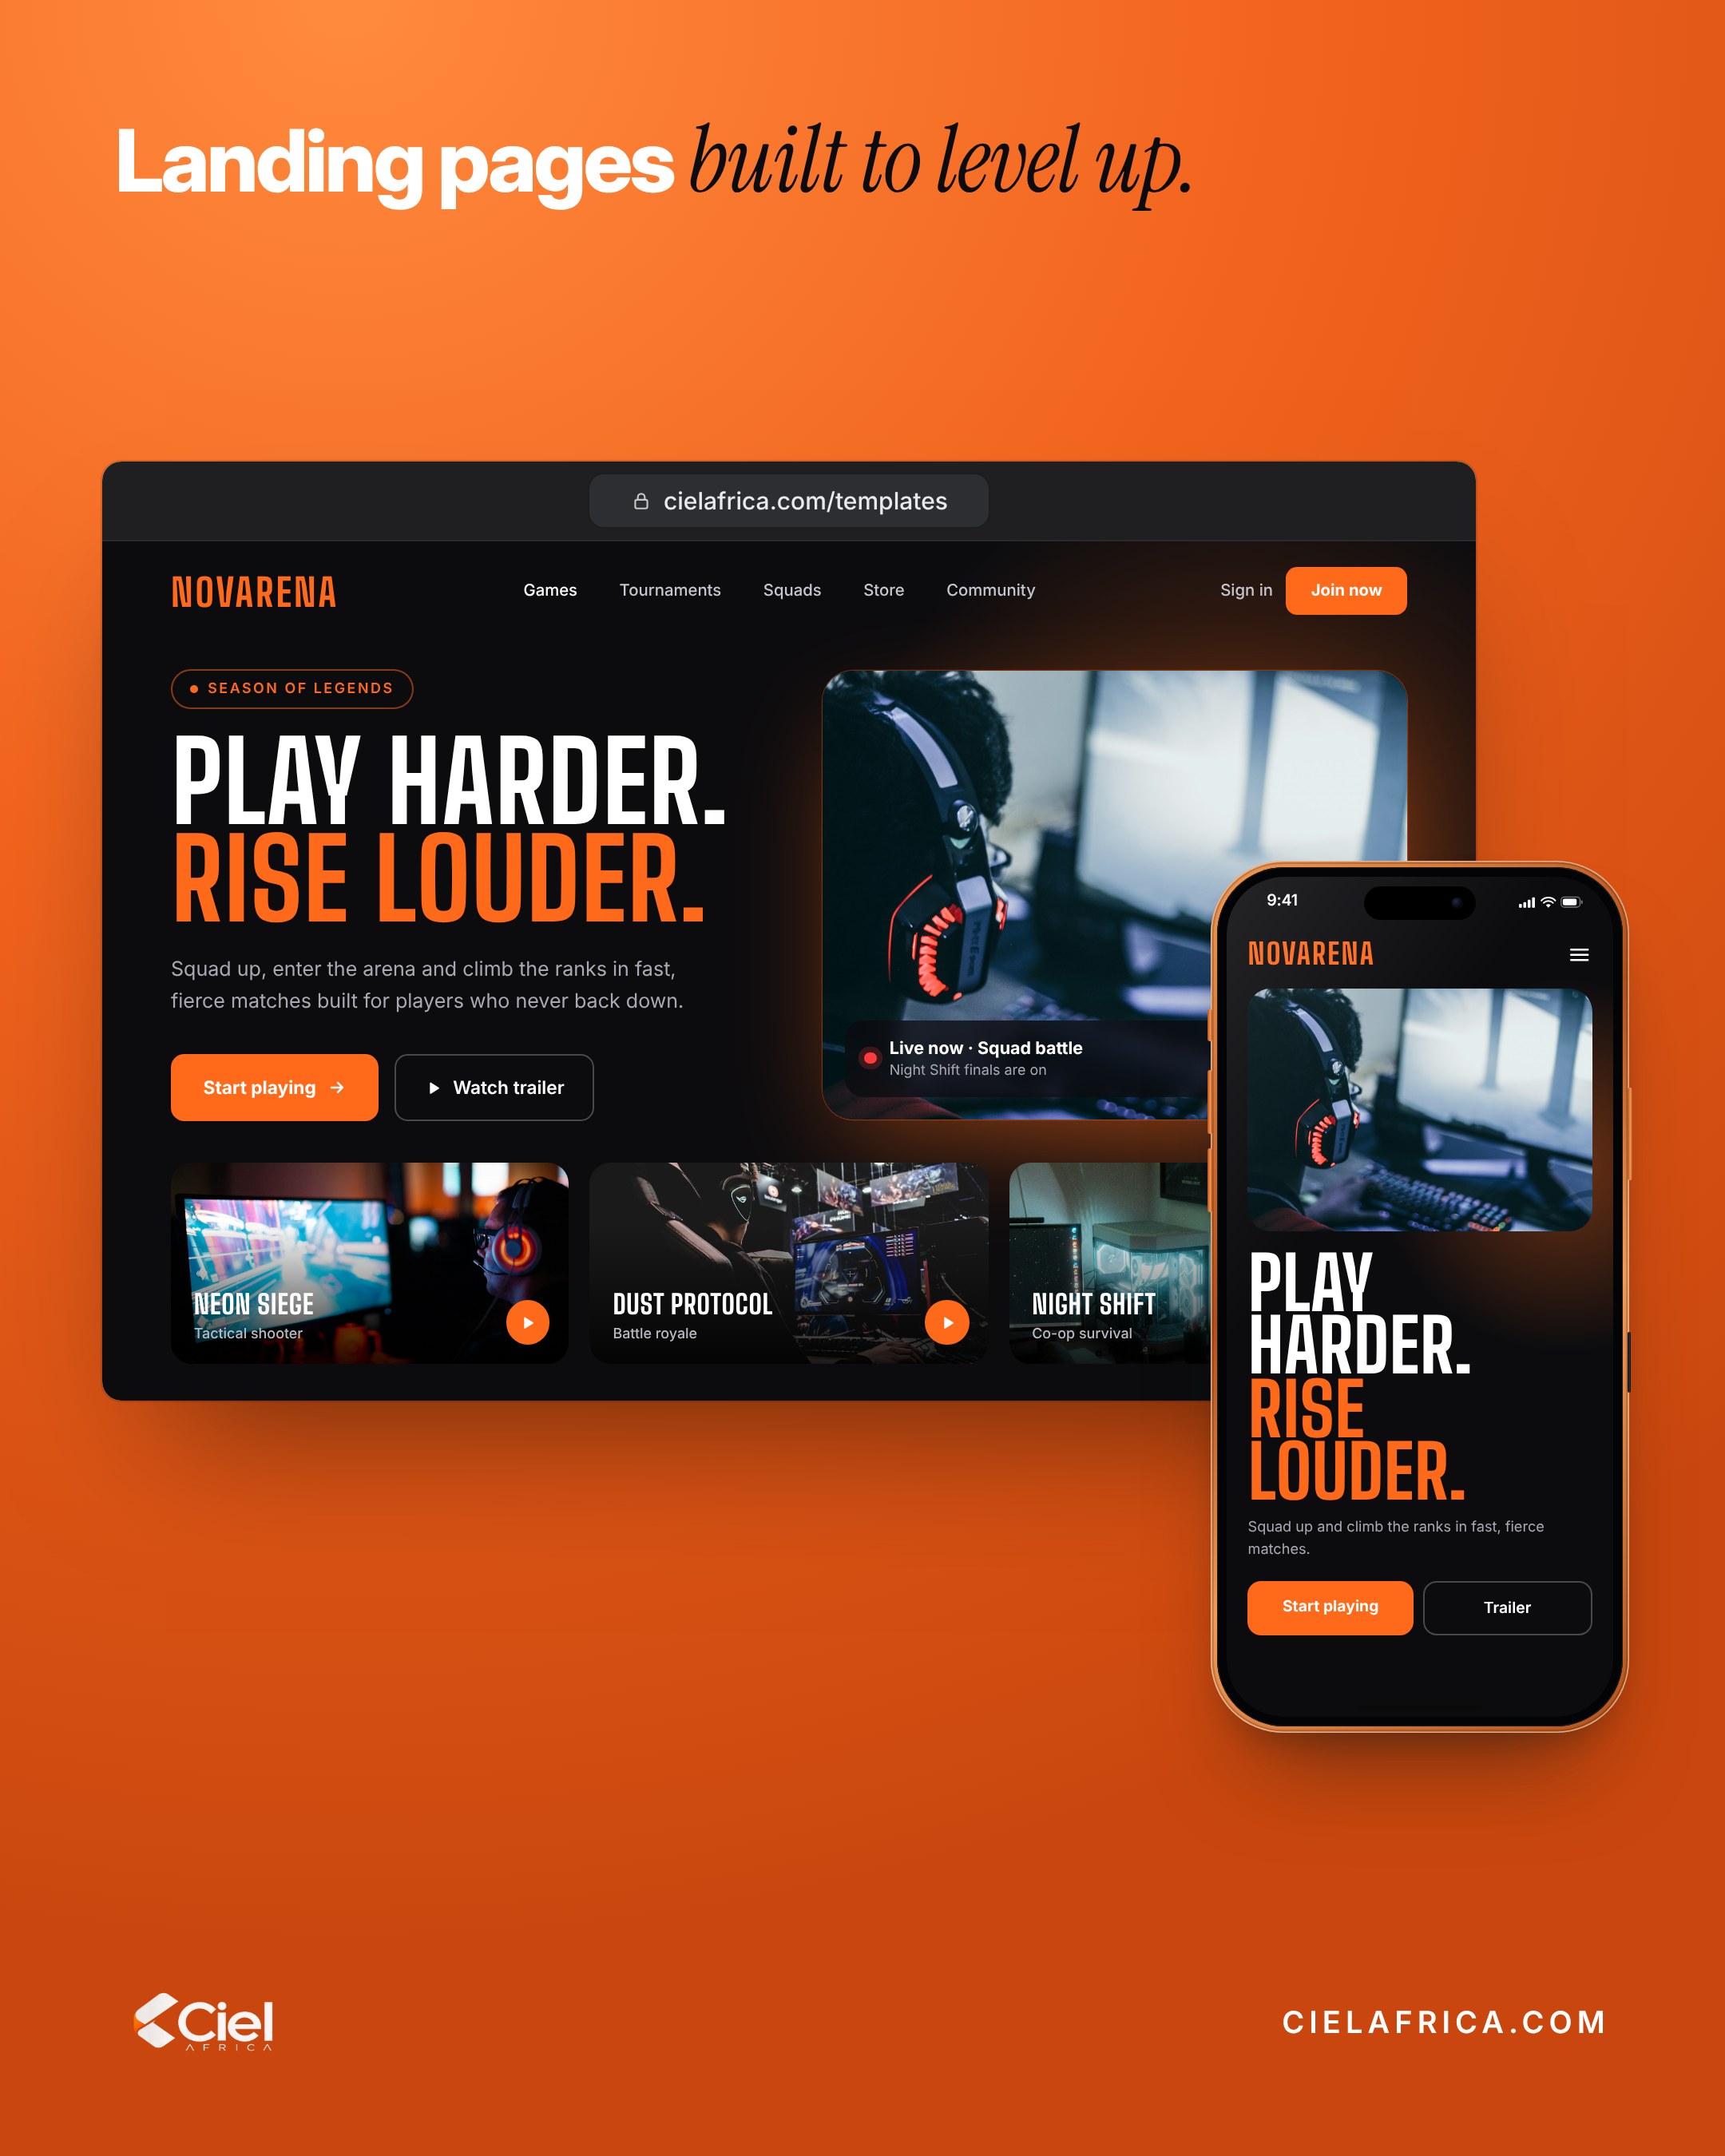 Landing pages built to level up.
cielafrica.com/templates
NOVARENA
Games Tournaments Squads Store Community
Sign in Join now
SEASON OF LEGENDS
PLAY HARDER.
RISE LOUDER.
Squad up, enter the arena and climb the ranks in fast,
fierce matches built for players who never back down.
Start playing → Watch trailer
Live now · Squad battle
Night Shift finals are on
NEON SIEGE
Tactical shooter
DUST PROTOCOL
Battle royale
NIGHT SHIFT
Co-op survival
9:41
NOVARENA
PLAY
HARDER.
RISE
LOUDER.
Squad up and climb the ranks in fast, fierce
matches.
Start playing Trailer
Ciel
AFRICA
CIELAFRICA.COM